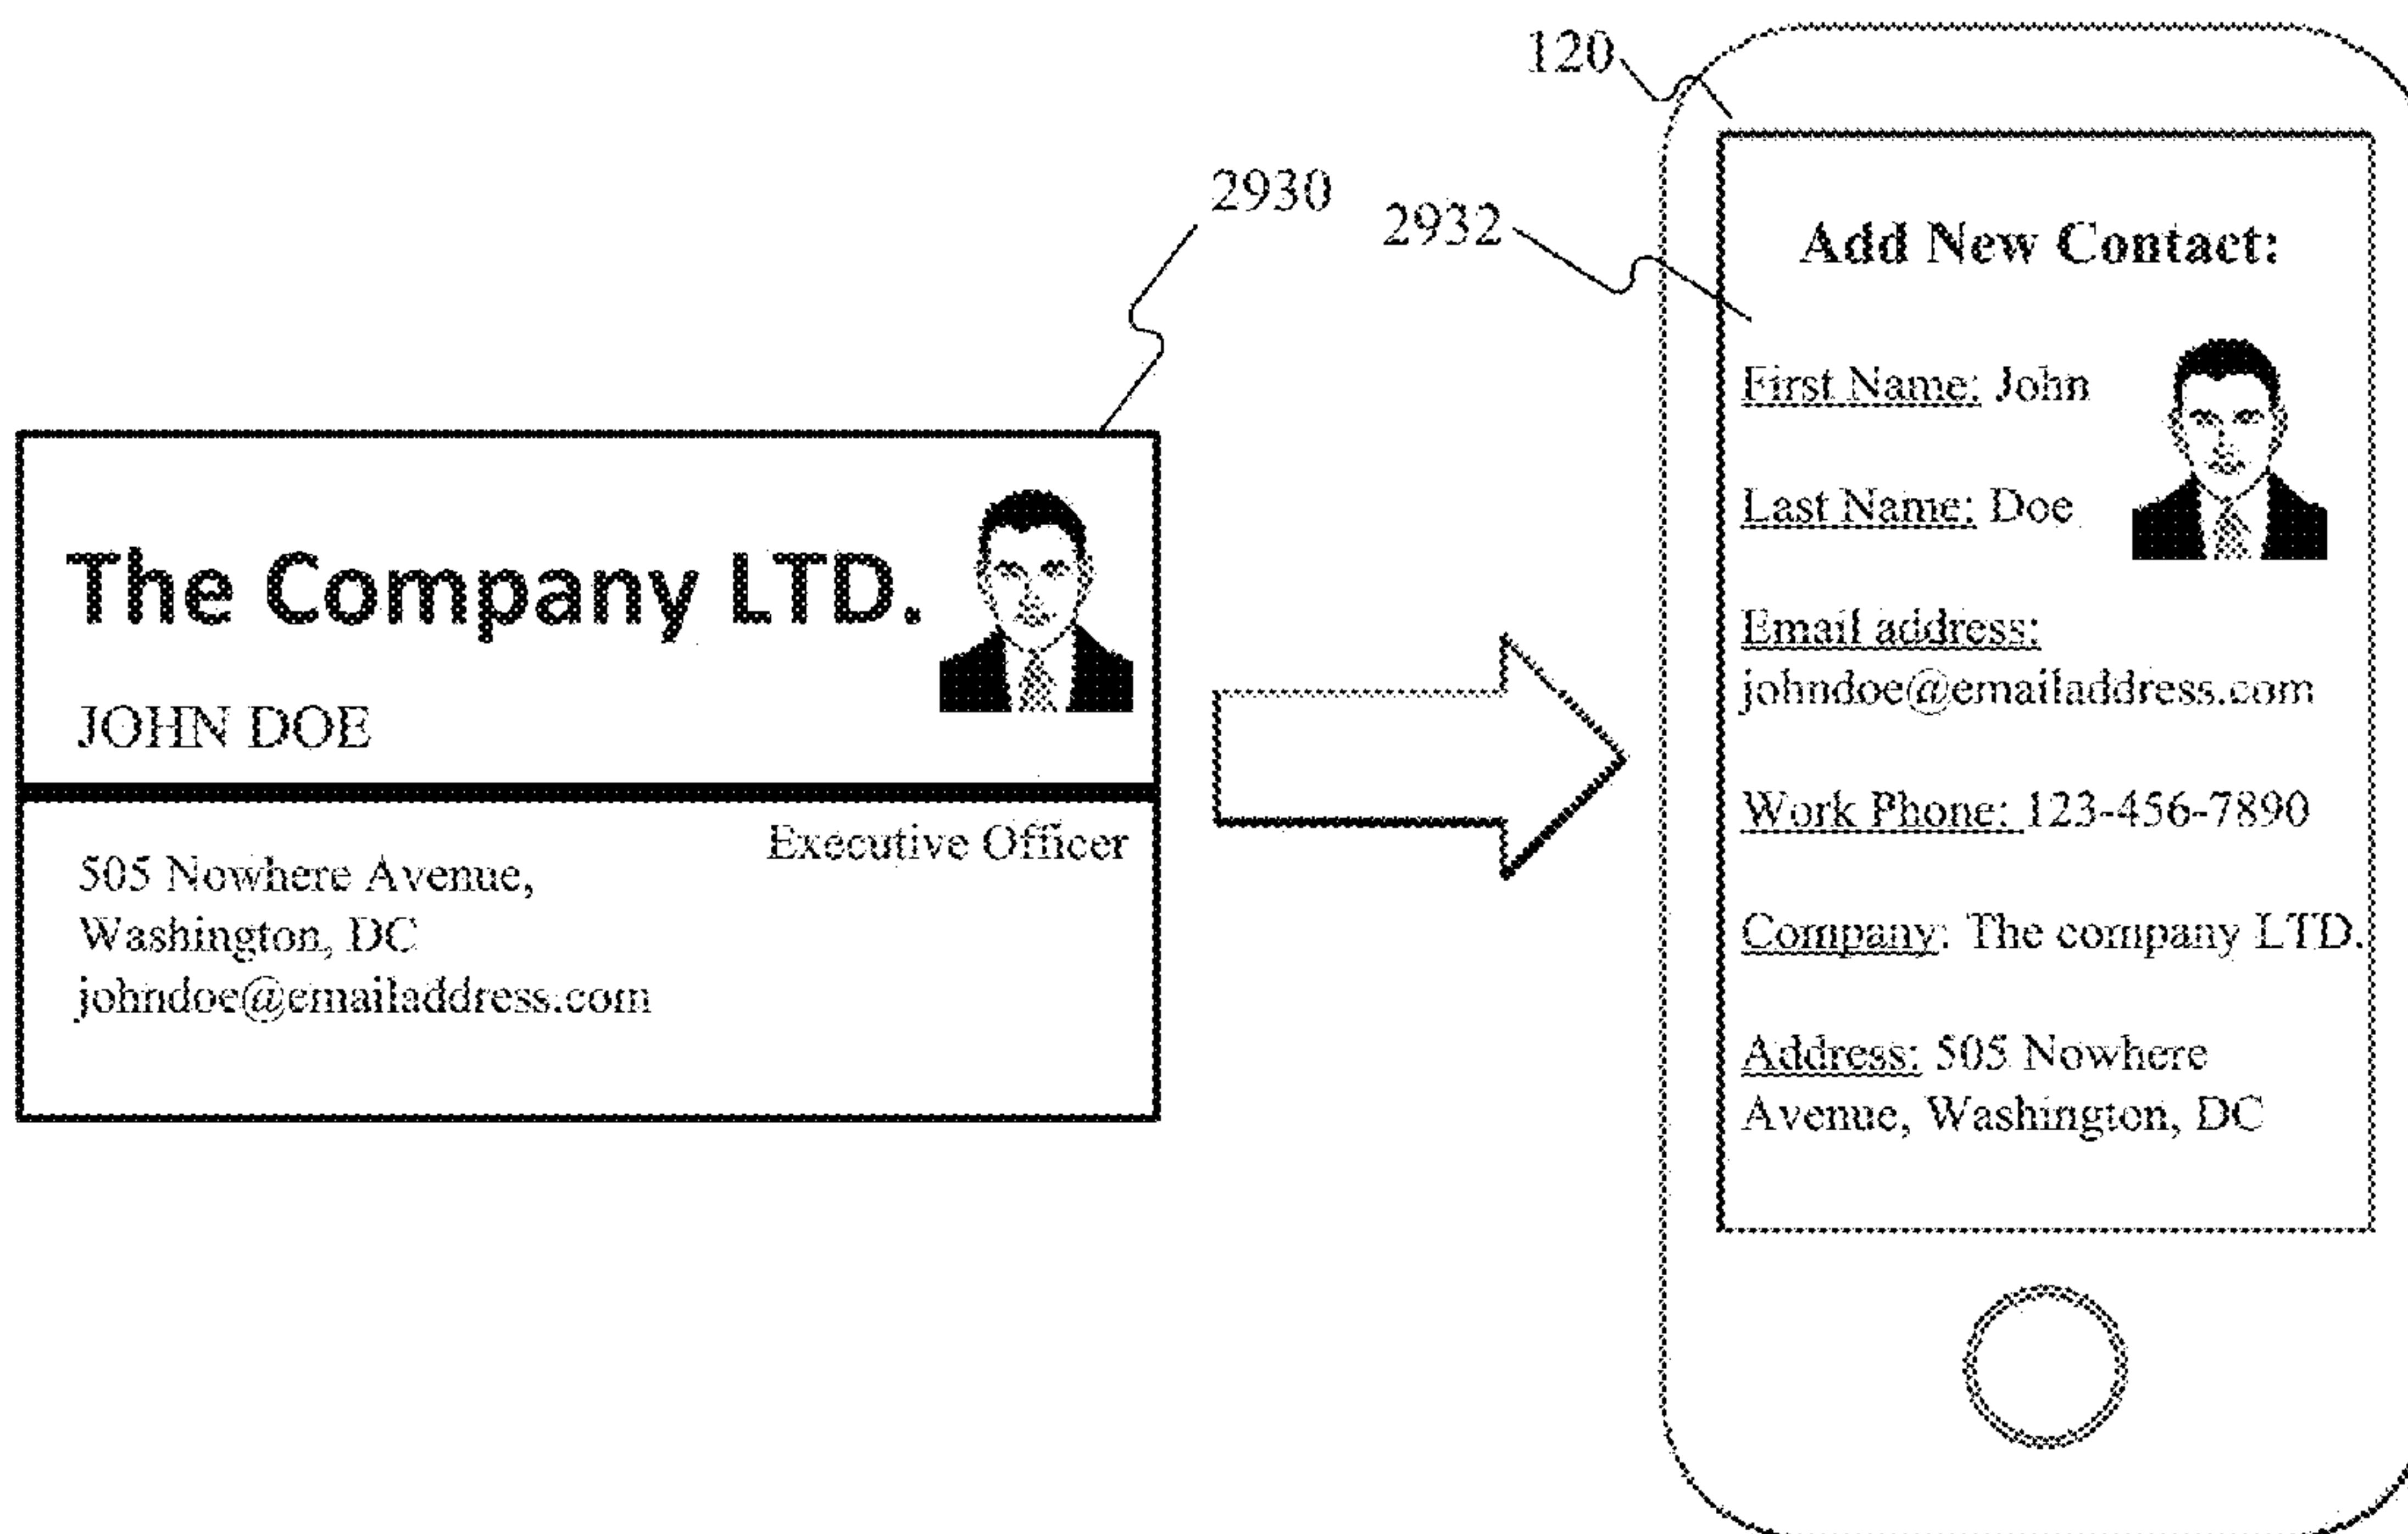 120
2930
2932
The Company LTD.
JOHN DOE
Executive Officer
505 Nowhere Avenue,
Washington, DC
johndoe@emailaddress.com
Add New Contact:
First Name: John
Last Name: Doe
Email address:
johndoe@emailaddress.com
Work Phone: 123-456-7890
Company: The company LTD.
Address: 505 Nowhere
Avenue, Washington, DC